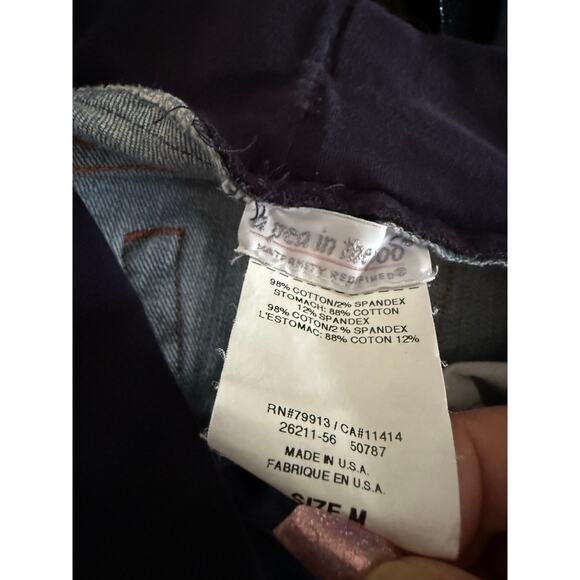 a pea in the pod®
MATERNITY REDEFINED®
98% COTTON/2% SPANDEX
STOMACH: 88% COTTON
12% SPANDEX
98% COTON/2% SPANDEX
L'ESTOMAC: 88% COTON 12%
RN#79913 / CA#11414
26211-56 50787
MADE IN U.S.A.
FABRIQUE EN U.S.A.
SIZE M